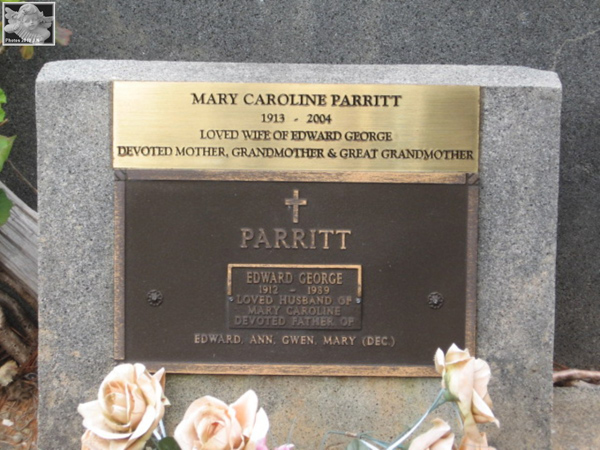 MARY CAROLINE PARRITT
1913 - 2004
LOVED WIFE OF EDWARD GEORGE
DEVOTED MOTHER, GRANDMOTHER & GREAT GRANDMOTHER
PARRITT
EDWARD GEORGE
1912 - 1989
LOVED HUSBAND OF
MARY CAROLINE
DEVOTED FATHER OF
EDWARD, ANN, GWEN, MARY (DEC.)